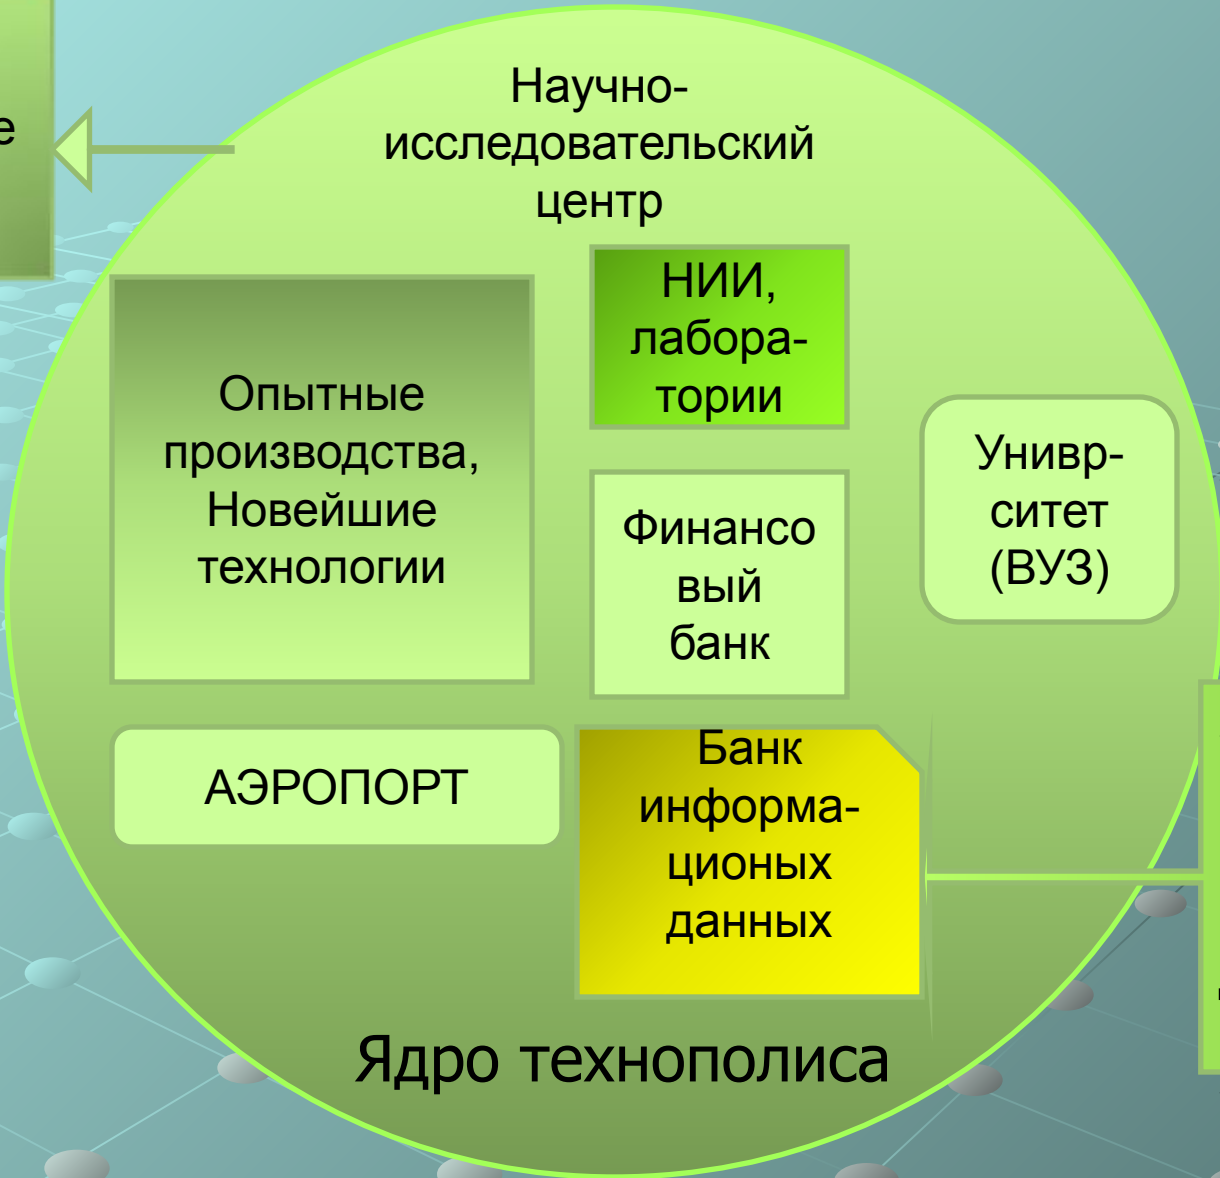 Научно-
исследовательский
центр
НИИ,
лабора-
тории
Опытные
производства,
Новейшие
технологии
Универ-
ситет
(ВУЗ)
Финансо
вый
банк
АЭРОПОРТ
Банк
информа-
ционых
данных
Ядро технополиса